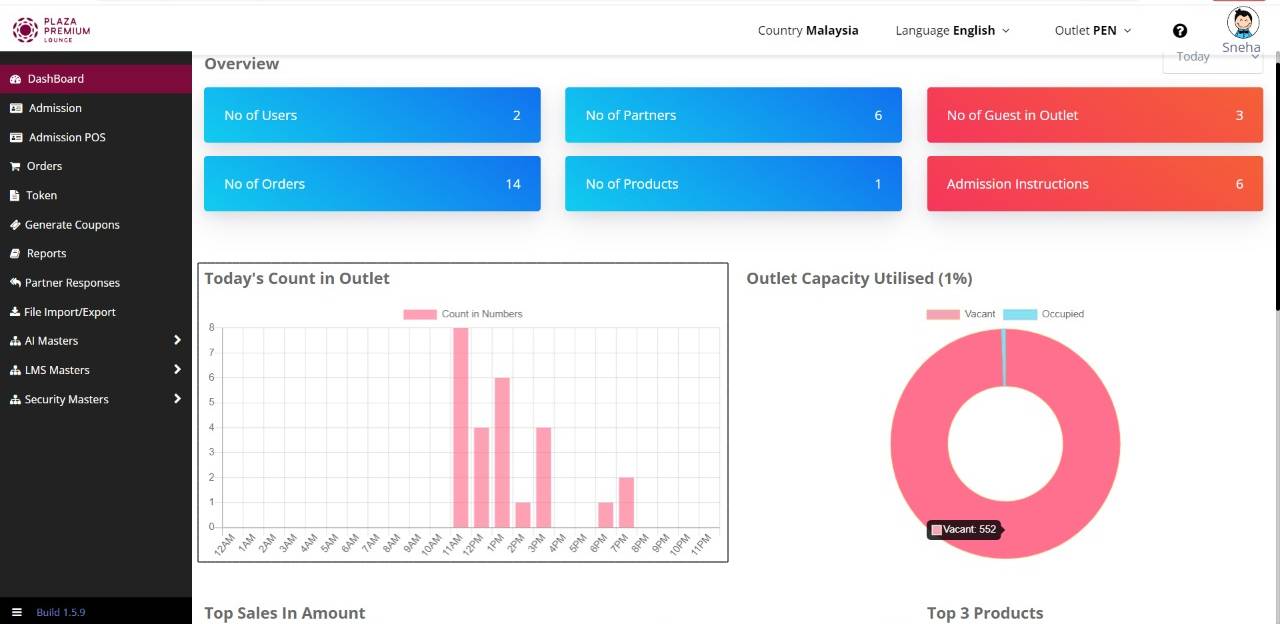 PLAZA
PREMIUM
LOUNGE
Country Malaysia
Language English
Outlet PEN
Sneha
DashBoard
Admission
Admission POS
Orders
Token
Generate Coupons
Reports
Partner Responses
File Import/Export
AI Masters
LMS Masters
Security Masters
Build 1.5.9
Overview
Today
No of Users 2
No of Partners 6
No of Guest in Outlet 3
No of Orders 14
No of Products 1
Admission Instructions 6
Today's Count in Outlet
Count in Numbers
8
7
6
5
4
3
2
1
0
12AM 1AM 2AM 3AM 4AM 5AM 6AM 7AM 8AM 9AM 10AM 11AM 12PM 1PM 2PM 3PM 4PM 5PM 6PM 7PM 8PM 9PM 10PM 11PM
Outlet Capacity Utilised (1%)
Vacant Occupied
Vacant: 552
Top Sales In Amount
Top 3 Products